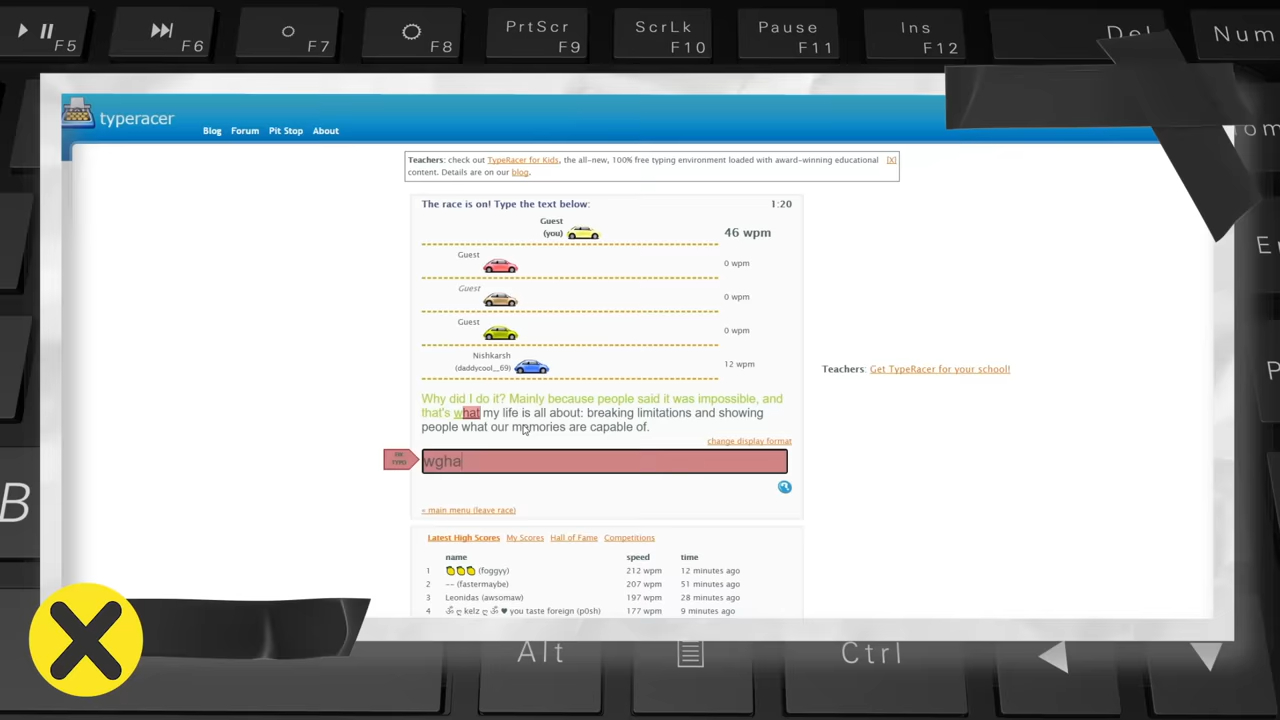 F5
F6
F7
F8
PrtScr
F9
ScrLk
F10
Pause
F11
Ins
F12
Del
Num
typeracer
Blog Forum Pit Stop About
Teachers: check out TypeRacer for Kids, the all-new, 100% free typing environment loaded with award-winning educational [X]
content. Details are on our blog.
The race is on! Type the text below: 1:20
Guest
(you) 46 wpm
Guest 0 wpm
Guest 0 wpm
Guest 0 wpm
Nishkarsh
(daddycool__69) 12 wpm
Teachers: Get TypeRacer for your school!
Why did I do it? Mainly because people said it was impossible, and
that's what my life is all about: breaking limitations and showing
people what our memories are capable of.
change display format
wgha
« main menu (leave race)
Latest High Scores My Scores Hall of Fame Competitions
name speed time
1 (foggyy) 212 wpm 12 minutes ago
2 -- (fastermaybe) 207 wpm 51 minutes ago
3 Leonidas (awsomaw) 197 wpm 28 minutes ago
4 ॐ ღ kelz ღ ॐ ♥ you taste foreign (p0sh) 177 wpm 9 minutes ago
B
Alt
Ctrl